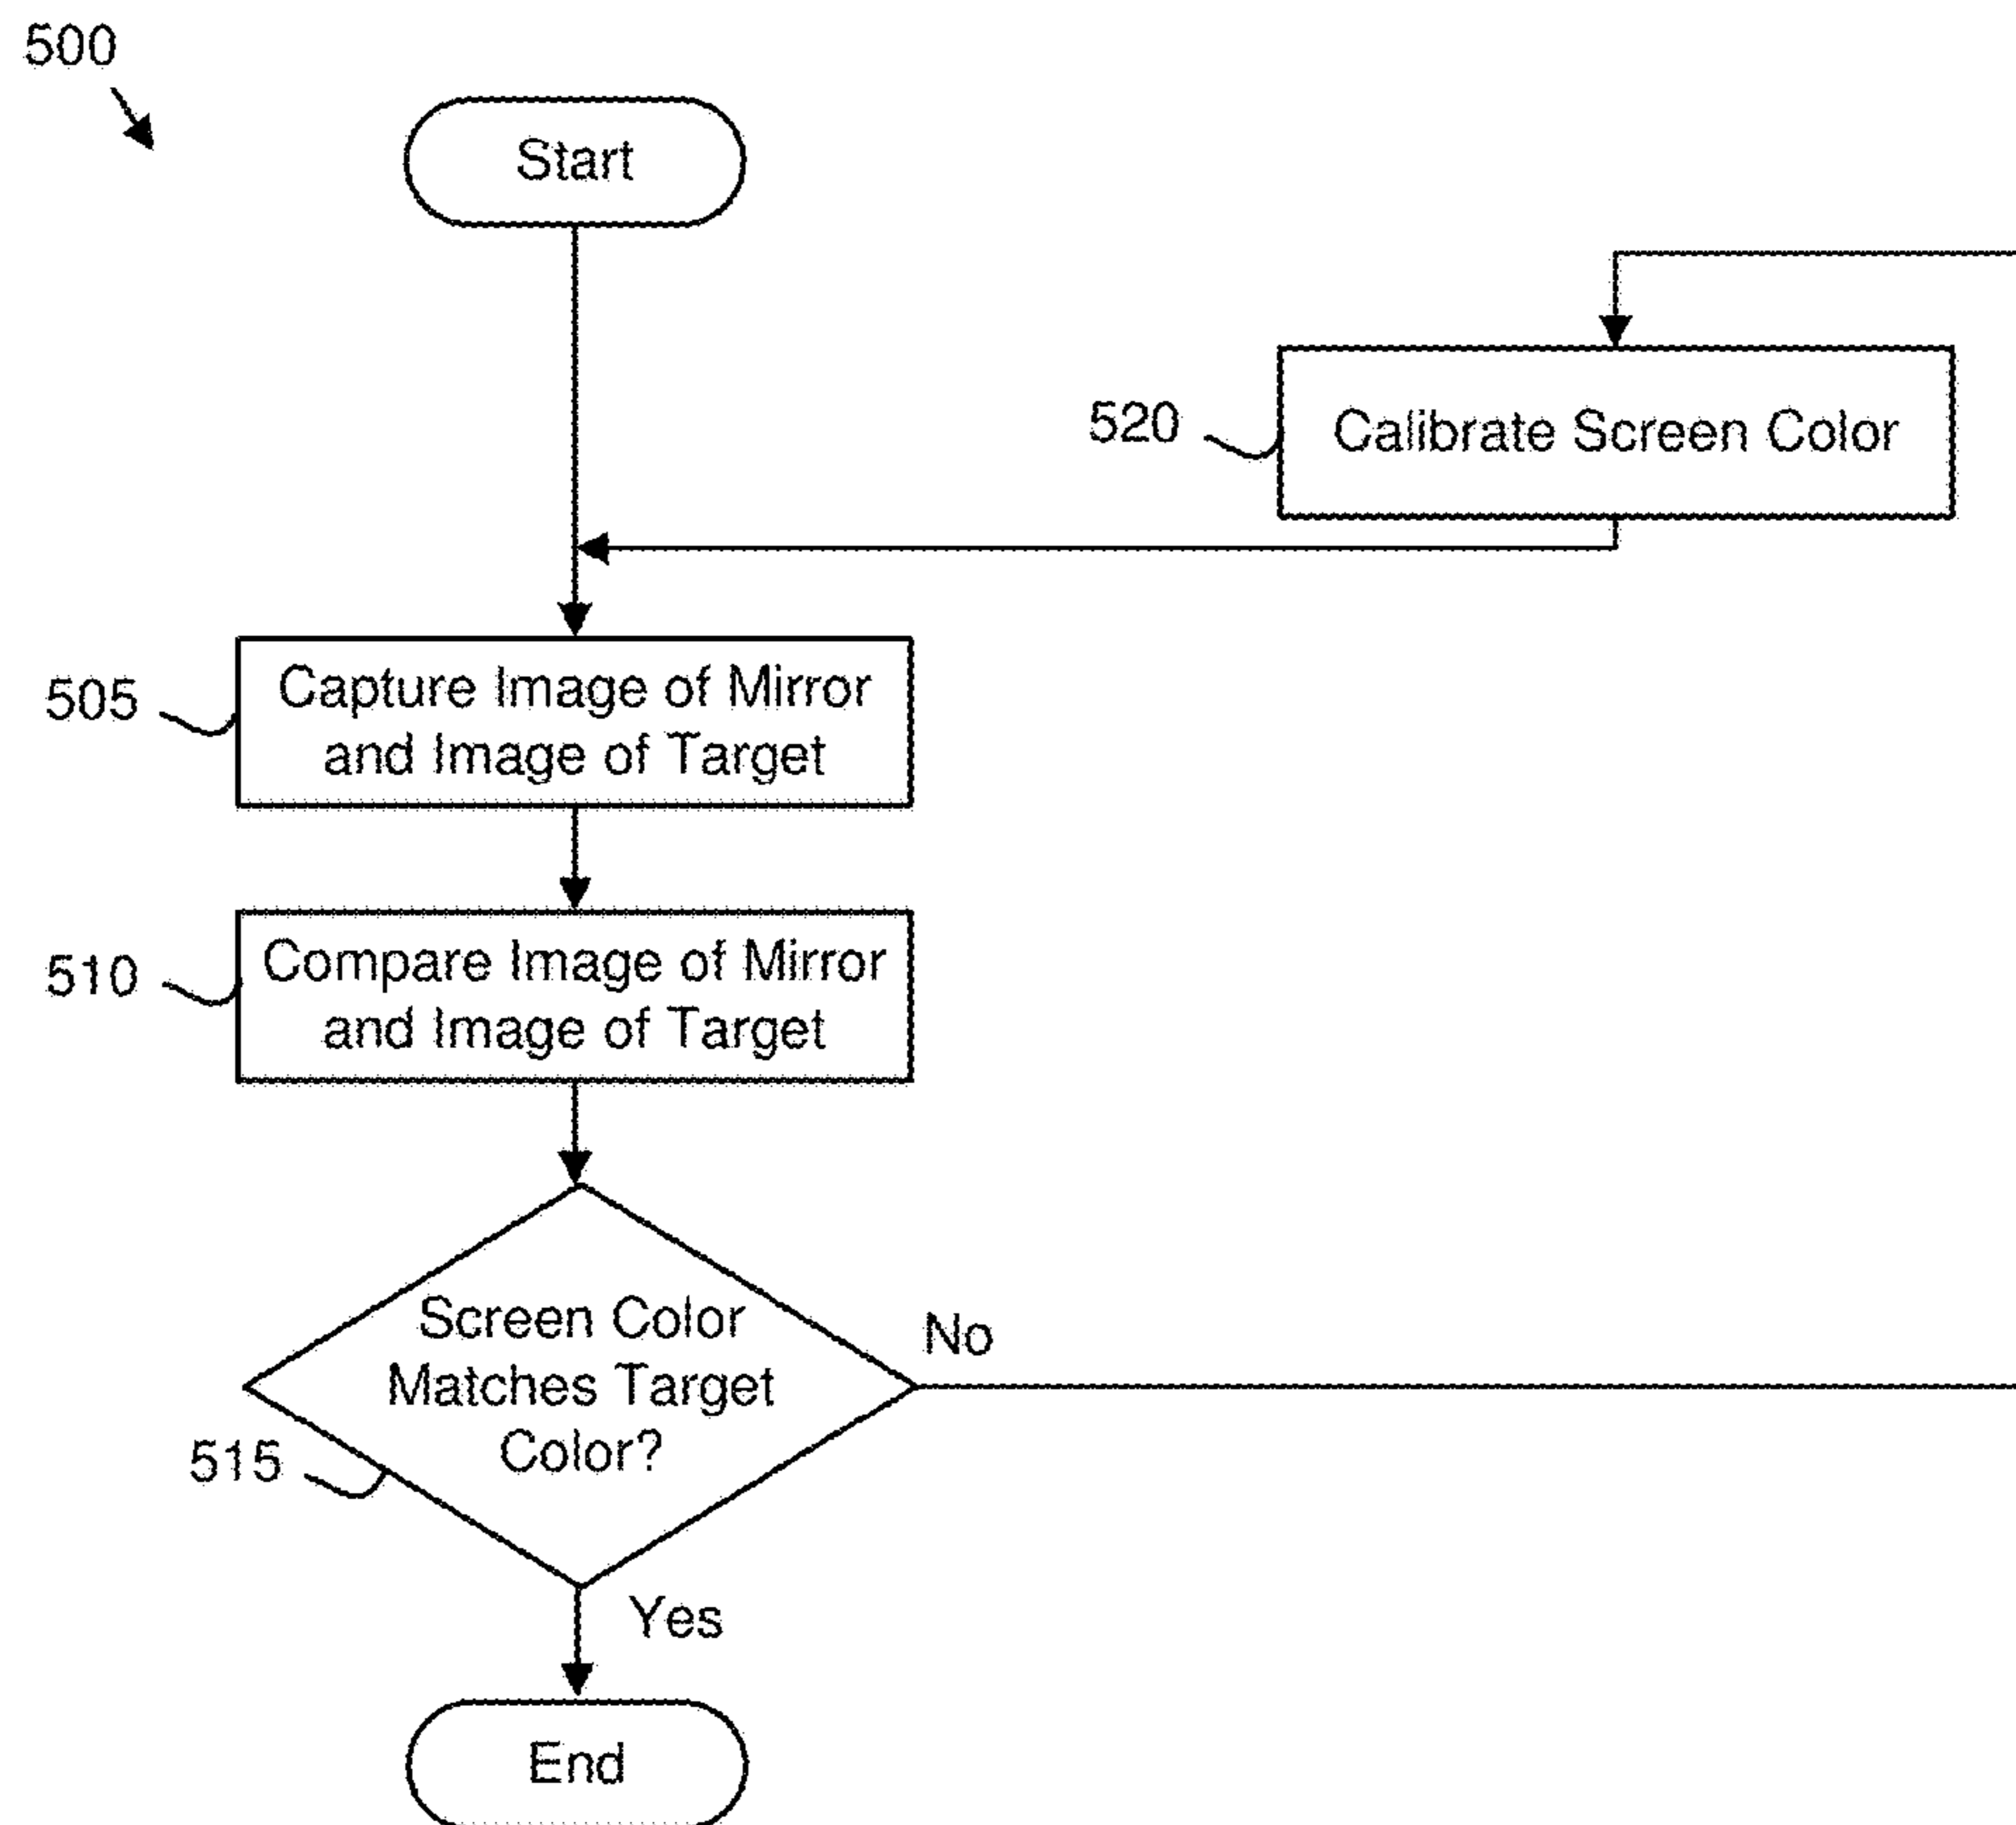 500
Start
520
Calibrate Screen Color
505
Capture Image of Mirror
and Image of Target
510
Compare Image of Mirror
and Image of Target
Screen Color
Matches Target
Color?
No
515
Yes
End